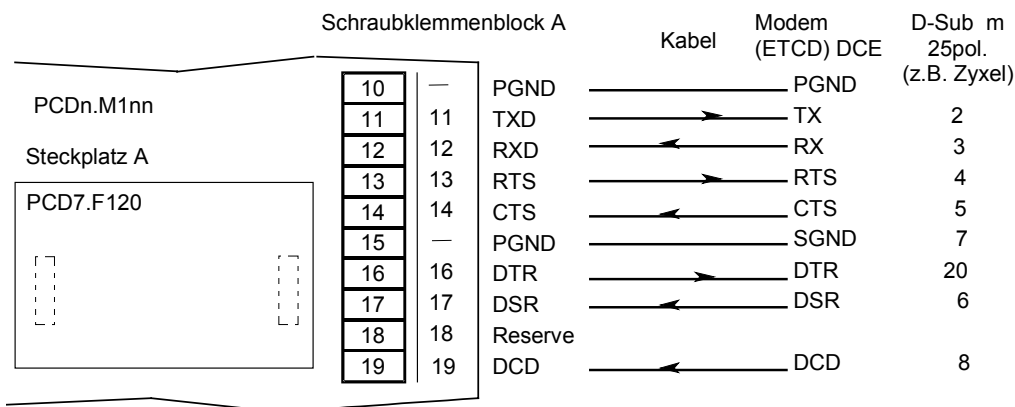 Schraubklemmenblock A
Kabel
Modem
(ETCD) DCE
D-Sub m
25pol.
(z.B. Zyxel)
PCDn.M1nn
Steckplatz A
PCD7.F120
10 — PGND PGND
11 11 TXD TX 2
12 12 RXD RX 3
13 13 RTS RTS 4
14 14 CTS CTS 5
15 — PGND SGND 7
16 16 DTR DTR 20
17 17 DSR DSR 6
18 18 Reserve
19 19 DCD DCD 8